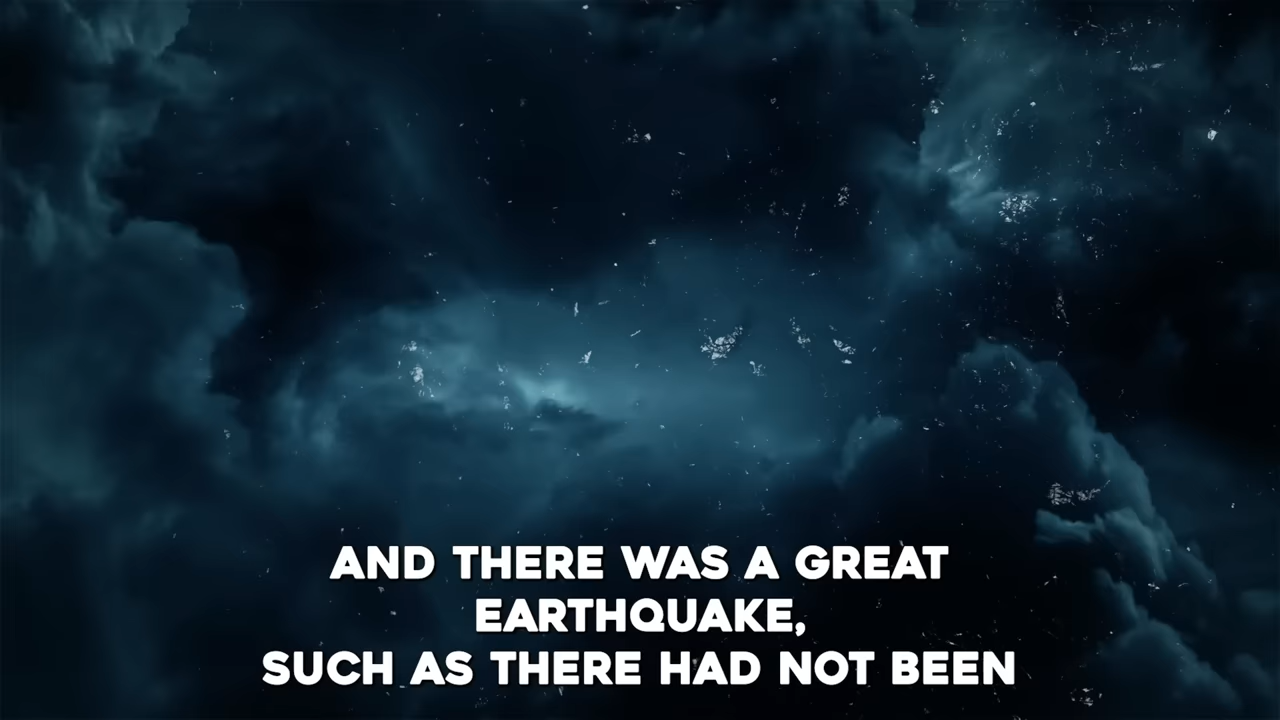 AND THERE WAS A GREAT
EARTHQUAKE,
SUCH AS THERE HAD NOT BEEN